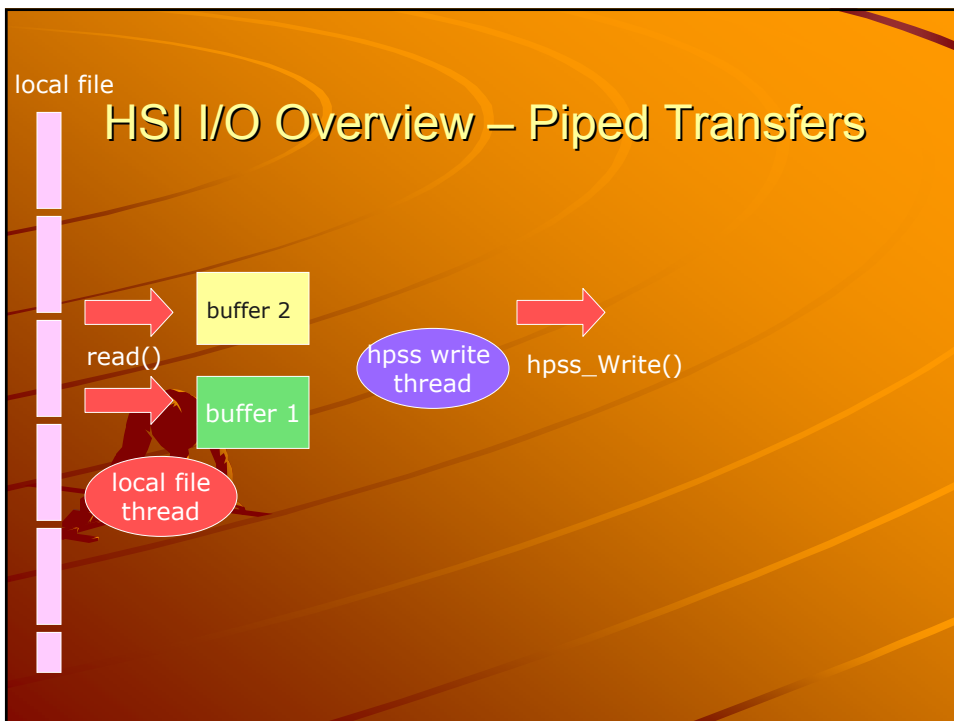 local file
HSI I/O Overview – Piped Transfers
buffer 2
read()
hpss write
thread
hpss_Write()
buffer 1
local file
thread